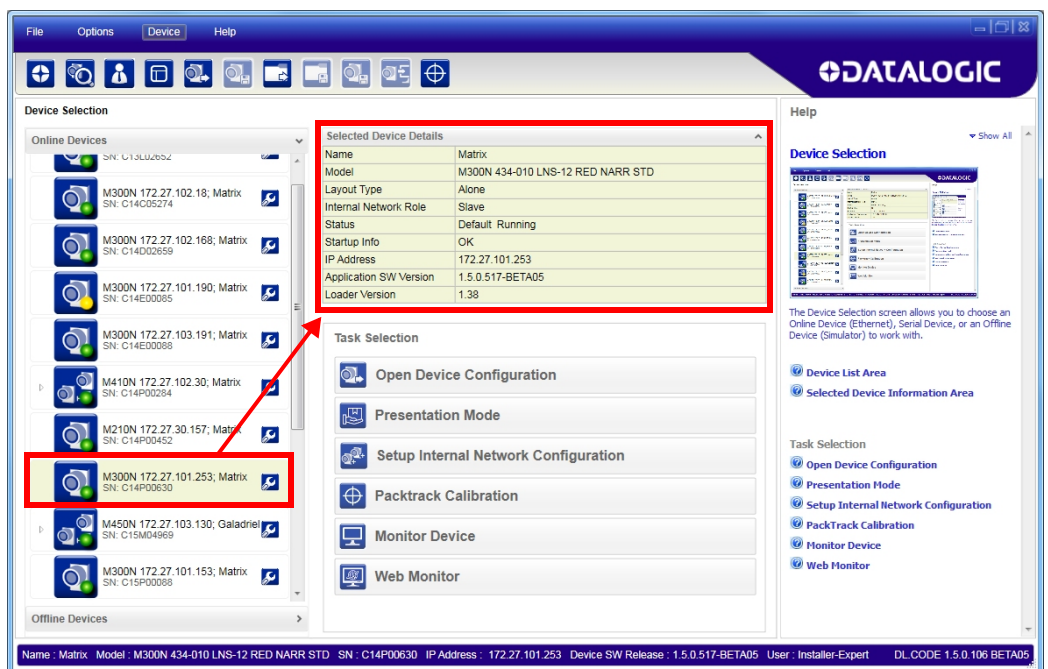 File Options Device Help
DATALOGIC
Device Selection
Online Devices
SN: C13L02652
M300N 172.27.102.18; Matrix
SN: C14C05274
M300N 172.27.102.168; Matrix
SN: C14D02659
M300N 172.27.101.190; Matrix
SN: C14E00085
M300N 172.27.103.191; Matrix
SN: C14E00088
M410N 172.27.102.30; Matrix
SN: C14P00284
M210N 172.27.30.157; Matrix
SN: C14P00452
M300N 172.27.101.253; Matrix
SN: C14P00630
M450N 172.27.103.130; Galadriel
SN: C15M04969
M300N 172.27.101.153; Matrix
SN: C15P00088
Offline Devices
Selected Device Details
Name Matrix
Model M300N 434-010 LNS-12 RED NARR STD
Layout Type Alone
Internal Network Role Slave
Status Default Running
Startup Info OK
IP Address 172.27.101.253
Application SW Version 1.5.0.517-BETA05
Loader Version 1.38
Task Selection
Open Device Configuration
Presentation Mode
Setup Internal Network Configuration
Packtrack Calibration
Monitor Device
Web Monitor
Help
Show All
Device Selection
The Device Selection screen allows you to choose an
Online Device (Ethernet), Serial Device, or an Offline
Device (Simulator) to work with.
Device List Area
Selected Device Information Area
Task Selection
Open Device Configuration
Presentation Mode
Setup Internal Network Configuration
PackTrack Calibration
Monitor Device
Web Monitor
Name : Matrix Model : M300N 434-010 LNS-12 RED NARR STD SN : C14P00630 IP Address : 172.27.101.253 Device SW Release : 1.5.0.517-BETA05 User : Installer-Expert DL.CODE 1.5.0.106 BETA05